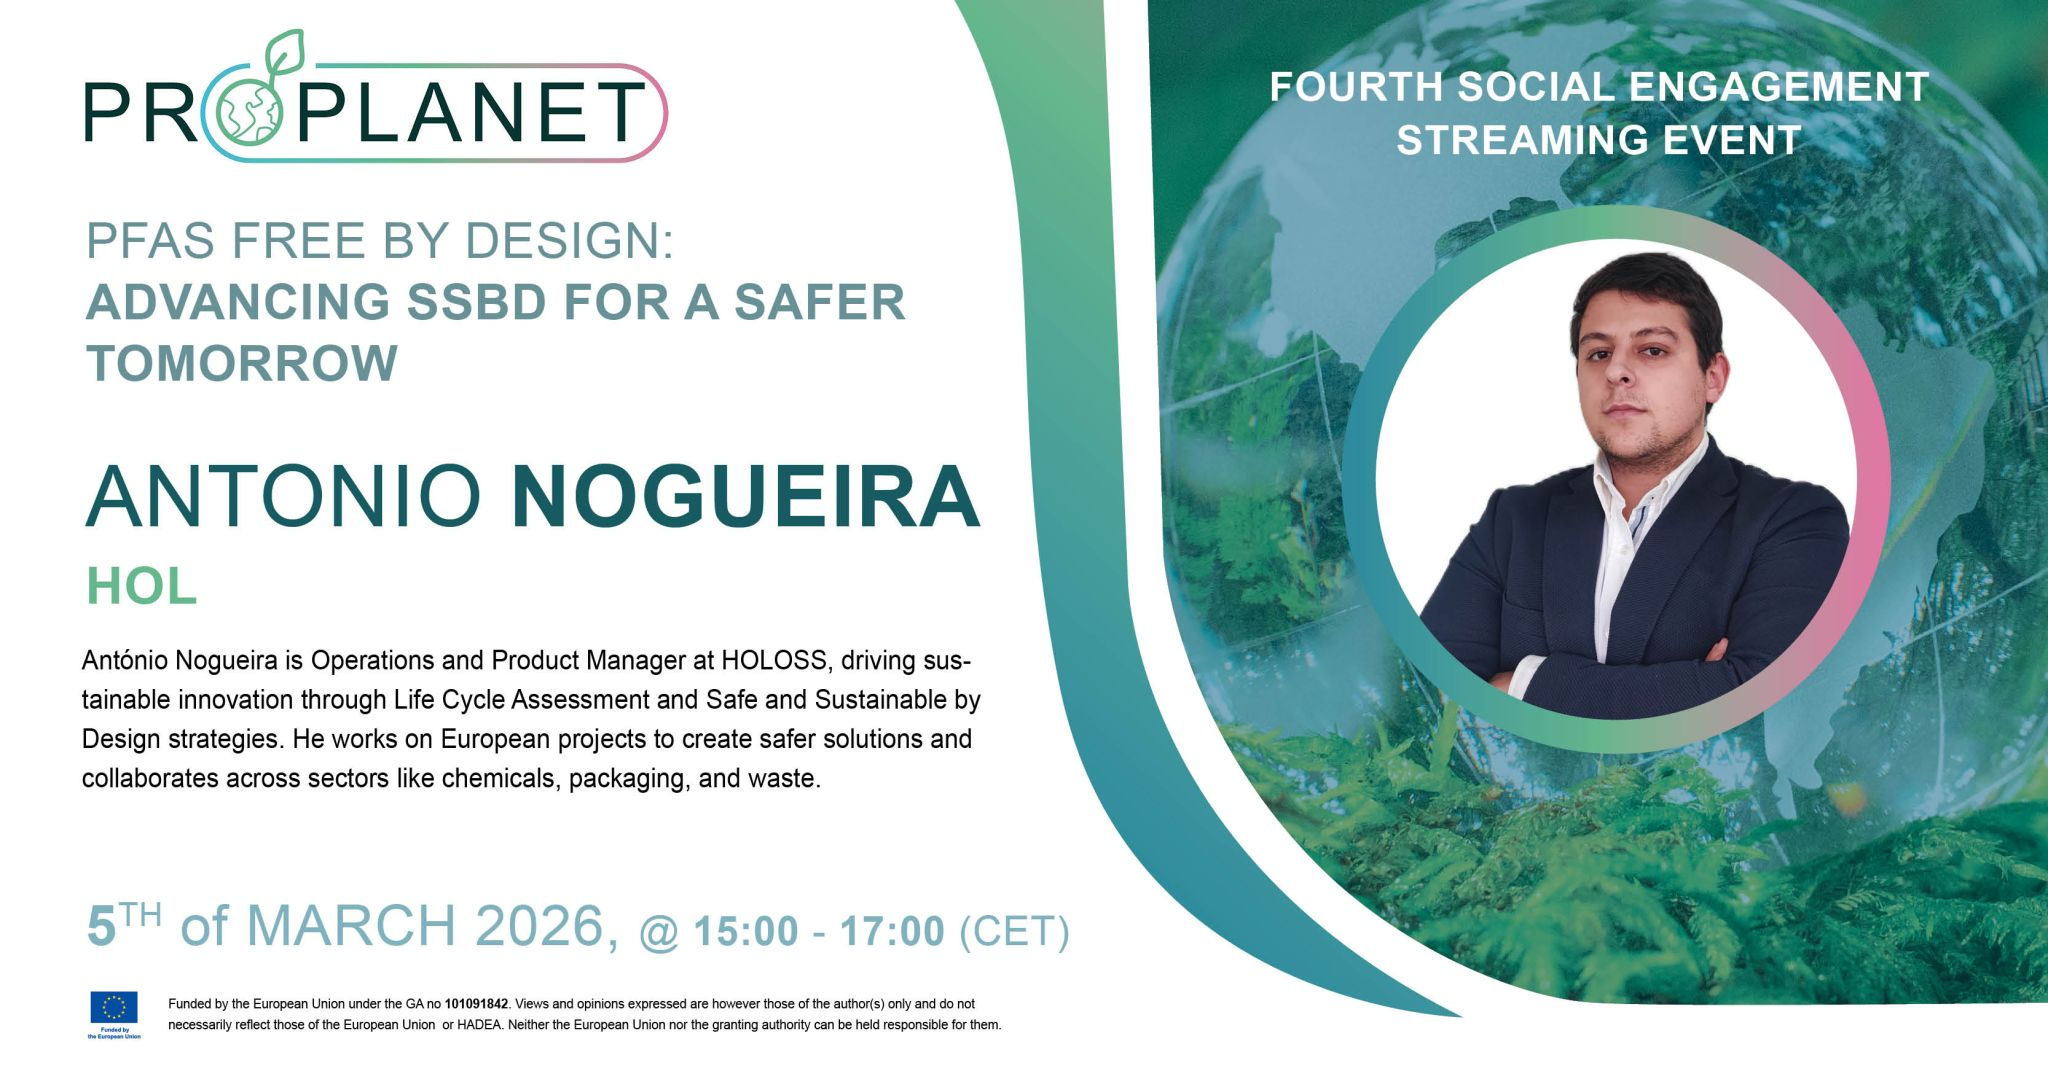 PROPLANET
PFAS FREE BY DESIGN:
ADVANCING SSBD FOR A SAFER
TOMORROW
ANTONIO NOGUEIRA
HOL
António Nogueira is Operations and Product Manager at HOLOSS, driving sus-
tainable innovation through Life Cycle Assessment and Safe and Sustainable by
Design strategies. He works on European projects to create safer solutions and
collaborates across sectors like chemicals, packaging, and waste.
5TH of MARCH 2026, @ 15:00 - 17:00 (CET)
Funded by
the European Union
Funded by the European Union under the GA no 101091842. Views and opinions expressed are however those of the author(s) only and do not
necessarily reflect those of the European Union or HADEA. Neither the European Union nor the granting authority can be held responsible for them.
FOURTH SOCIAL ENGAGEMENT
STREAMING EVENT